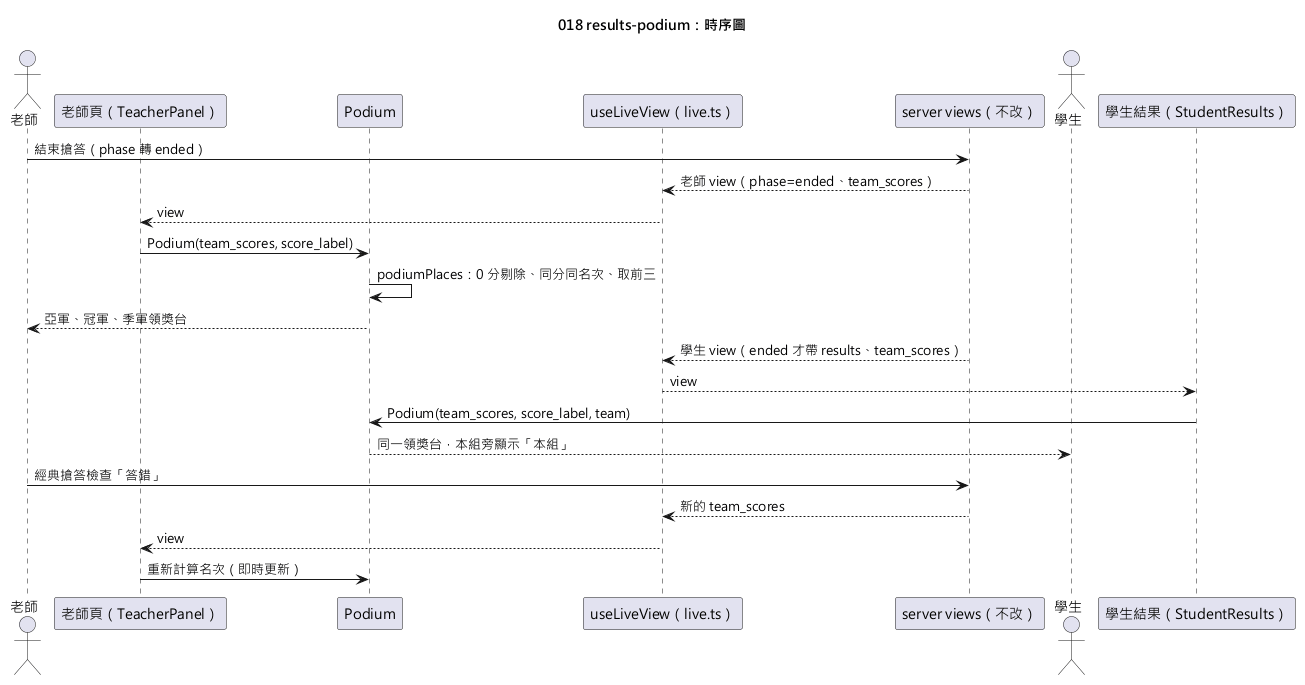 018 results-podium：時序圖
老師
老師頁（TeacherPanel）
Podium
useLiveView（live.ts）
server views（不改）
學生
學生結果（StudentResults）
結束搶答（phase 轉 ended）
老師 view（phase=ended、team_scores）
view
Podium(team_scores, score_label)
podiumPlaces：0 分剔除、同分同名次、取前三
亞軍、冠軍、季軍領獎台
學生 view（ended 才帶 results、team_scores）
view
Podium(team_scores, score_label, team)
同一領獎台，本組旁顯示「本組」
經典搶答檢查「答錯」
新的 team_scores
view
重新計算名次（即時更新）
老師
老師頁（TeacherPanel）
Podium
useLiveView（live.ts）
server views（不改）
學生
學生結果（StudentResults）